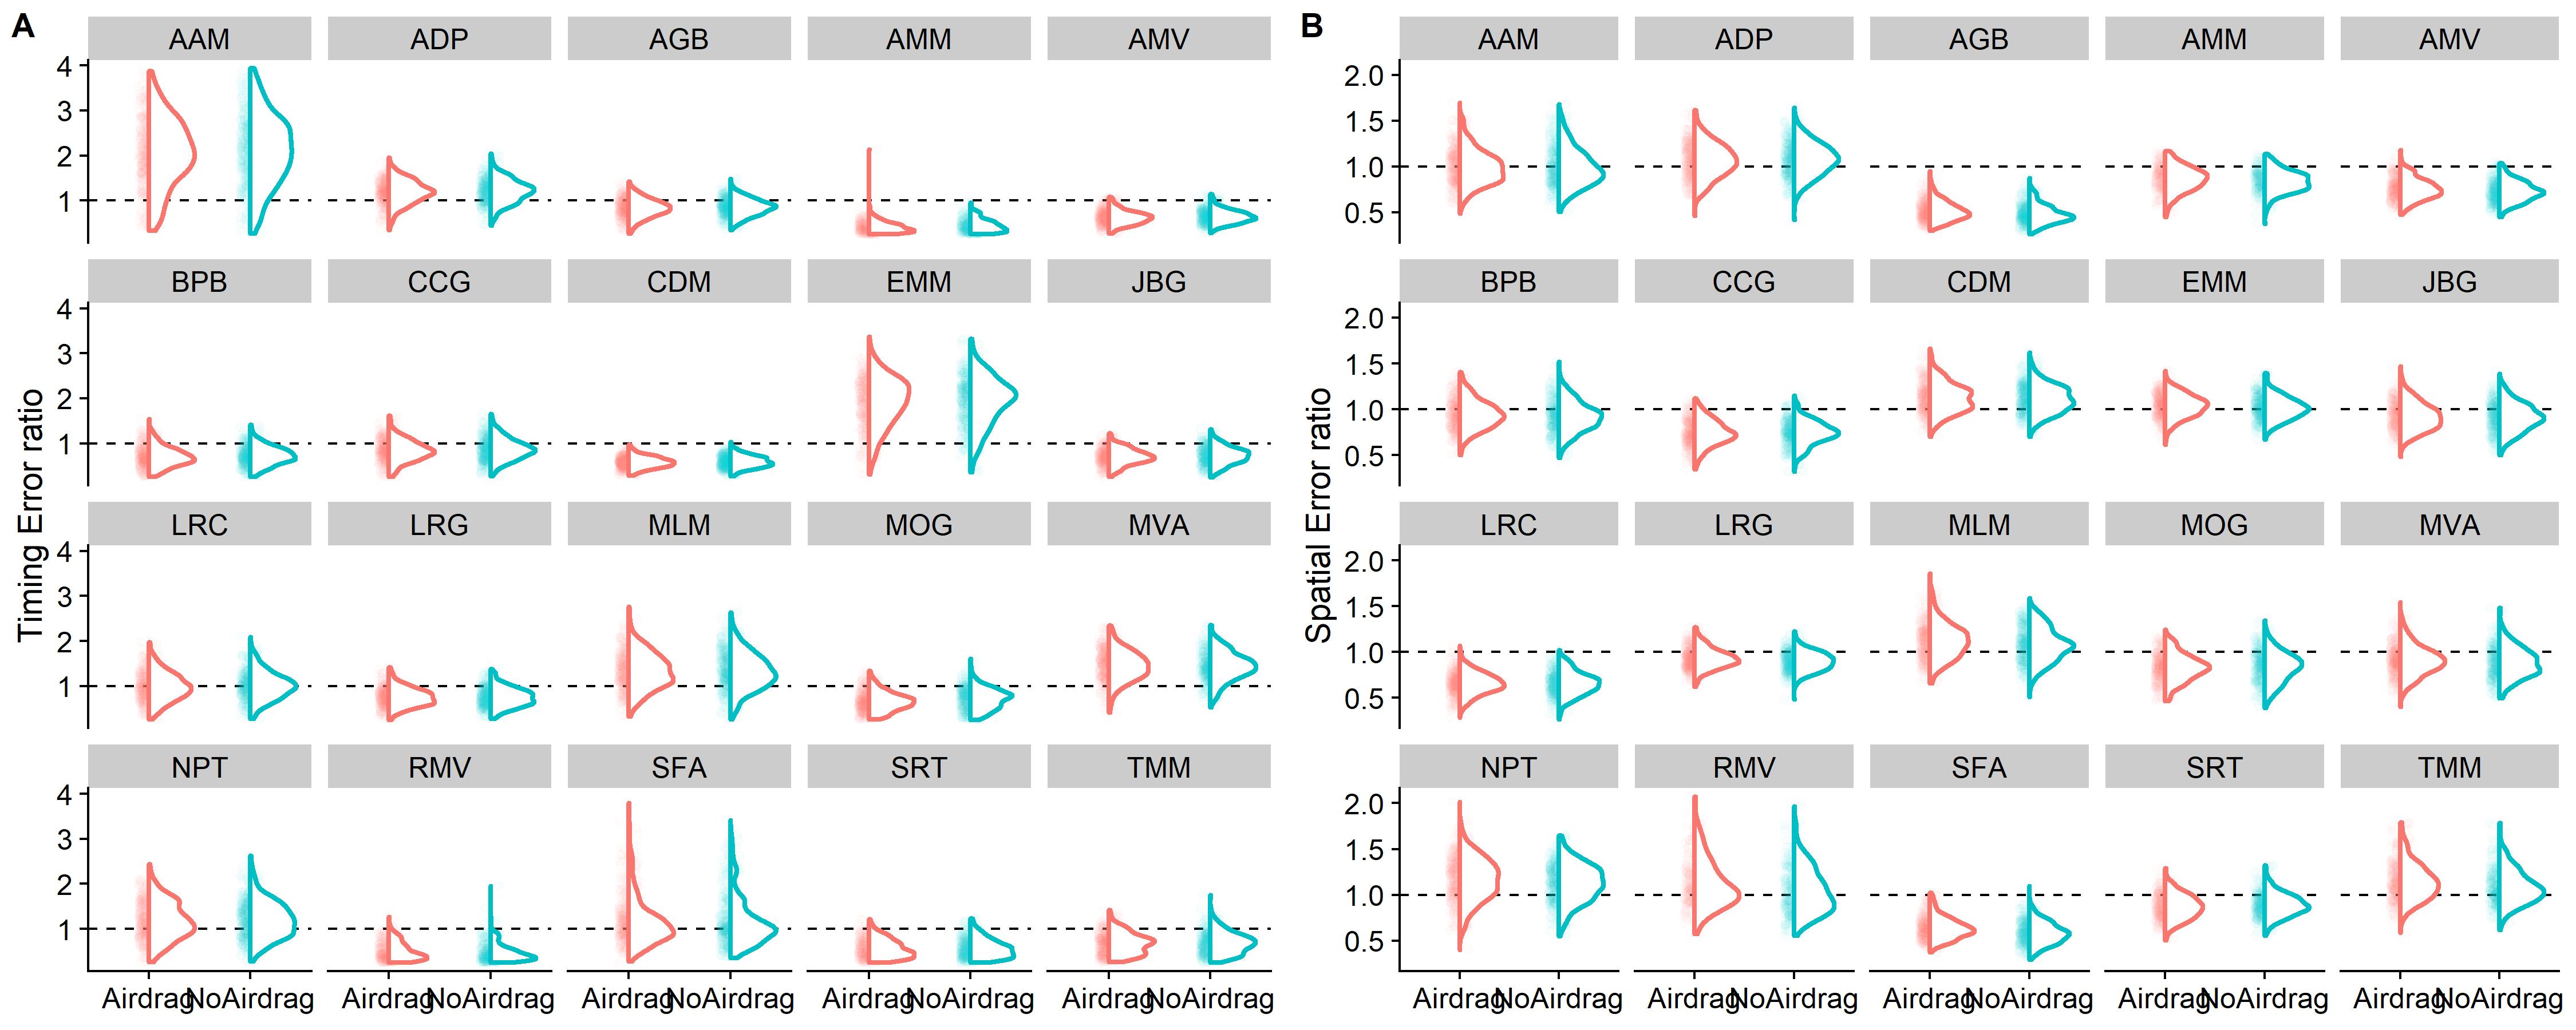 A
AAM ADP AGB AMM AMV
4
3
2
1
BPB CCG CDM EMM JBG
4
3
2
1
LRC LRG MLM MOG MVA
4
3
2
1
NPT RMV SFA SRT TMM
4
3
2
1
Airdrag NoAirdrag Airdrag NoAirdrag Airdrag NoAirdrag Airdrag NoAirdrag Airdrag NoAirdrag
Timing Error ratio
B
AAM ADP AGB AMM AMV
2.0
1.5
1.0
0.5
BPB CCG CDM EMM JBG
2.0
1.5
1.0
0.5
LRC LRG MLM MOG MVA
2.0
1.5
1.0
0.5
NPT RMV SFA SRT TMM
2.0
1.5
1.0
0.5
Airdrag NoAirdrag Airdrag NoAirdrag Airdrag NoAirdrag Airdrag NoAirdrag Airdrag NoAirdrag
Spatial Error ratio